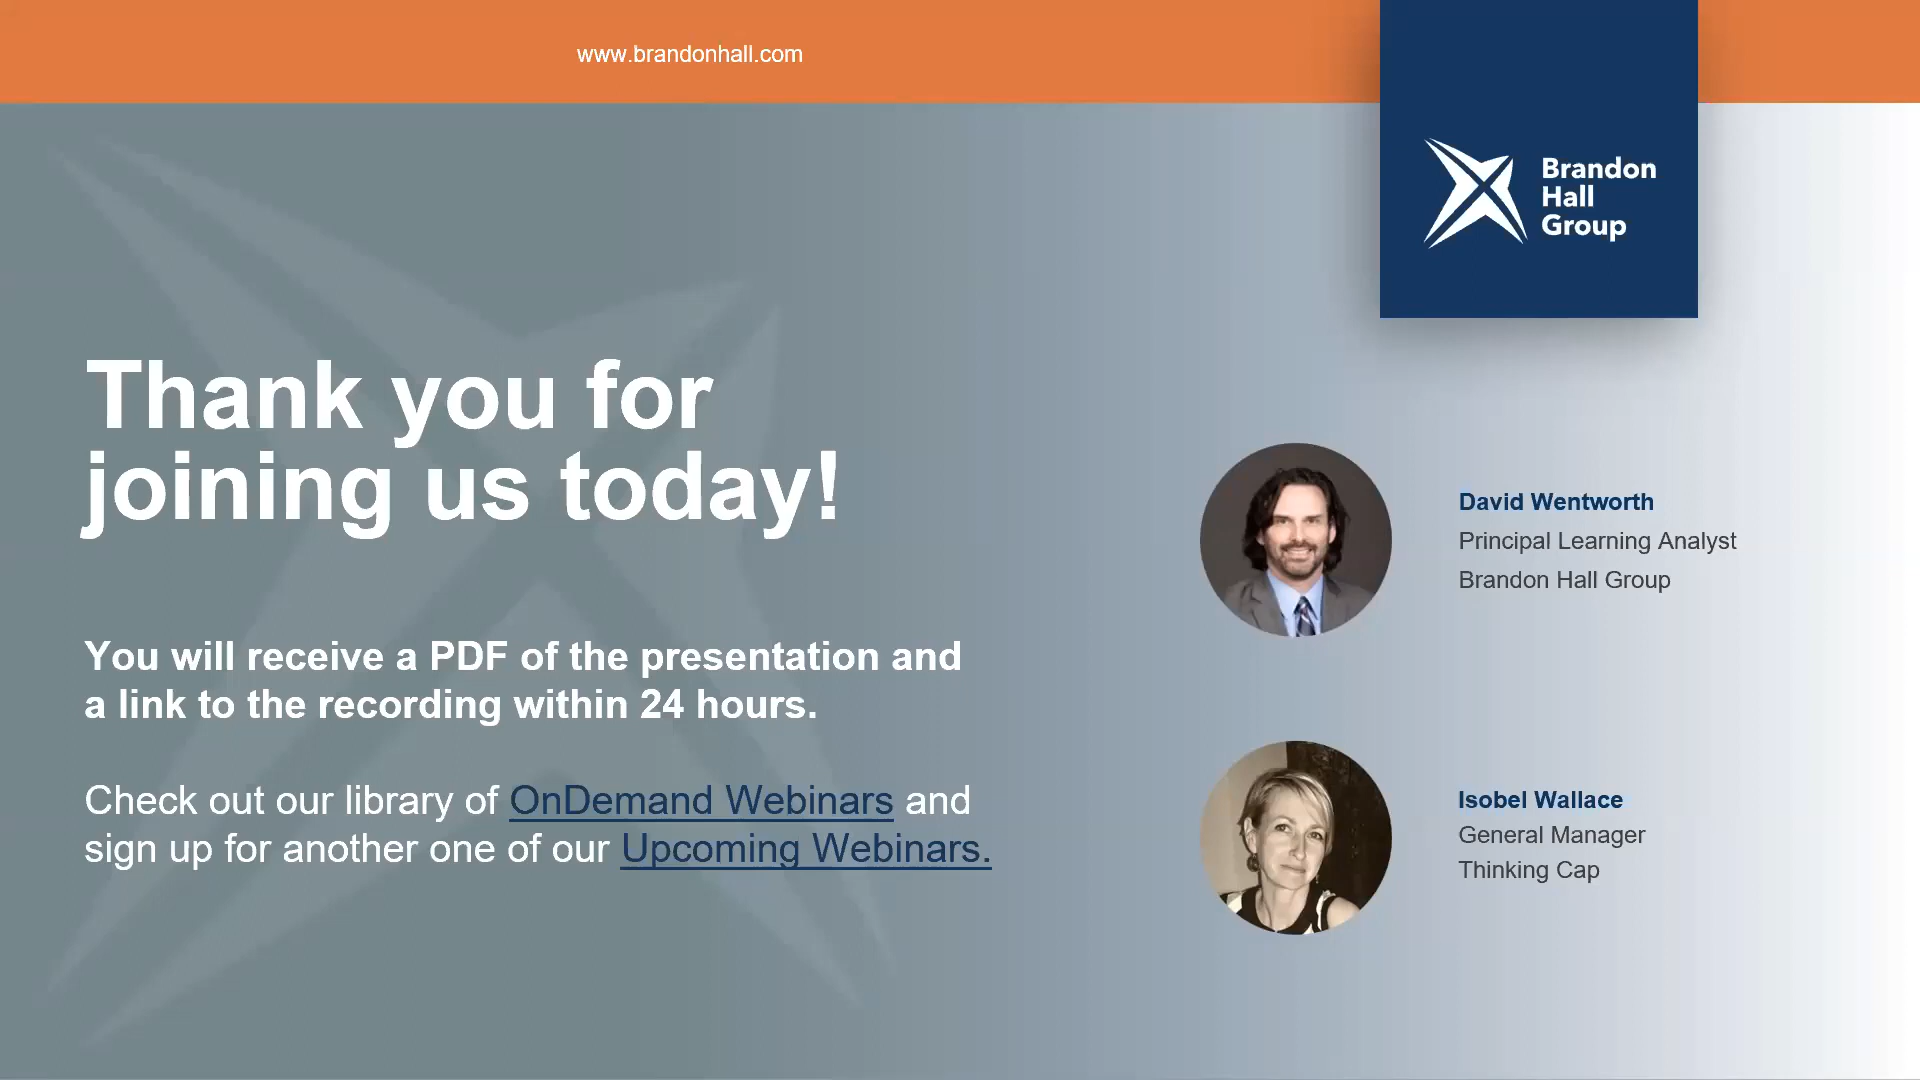 www.brandonhall.com
Brandon
Hall
Group
Thank you for
joining us today!
You will receive a PDF of the presentation and
a link to the recording within 24 hours.
Check out our library of OnDemand Webinars and
sign up for another one of our Upcoming Webinars.
David Wentworth
Principal Learning Analyst
Brandon Hall Group
Isobel Wallace
General Manager
Thinking Cap